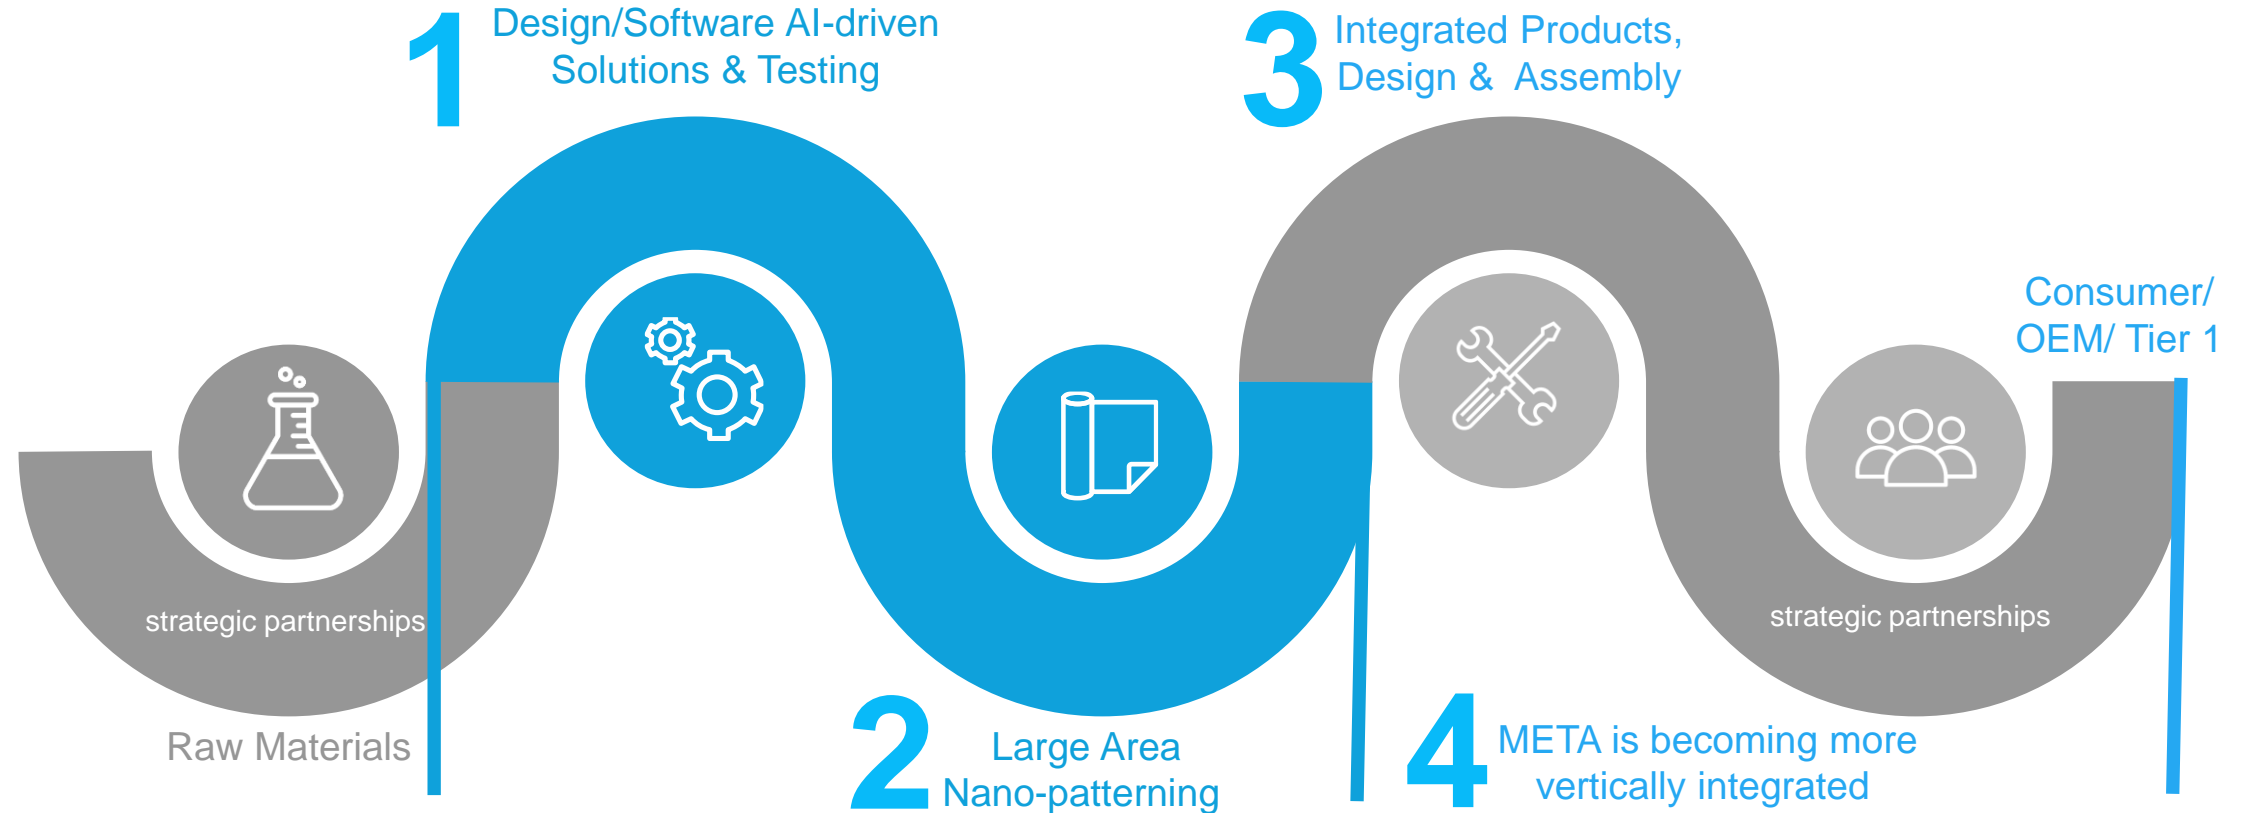 1
Design/Software AI-driven
Solutions & Testing
3
Integrated Products,
Design & Assembly
Consumer/
OEM/ Tier 1
strategic partnerships
strategic partnerships
Raw Materials
2
Large Area
Nano-patterning
4
META is becoming more
vertically integrated